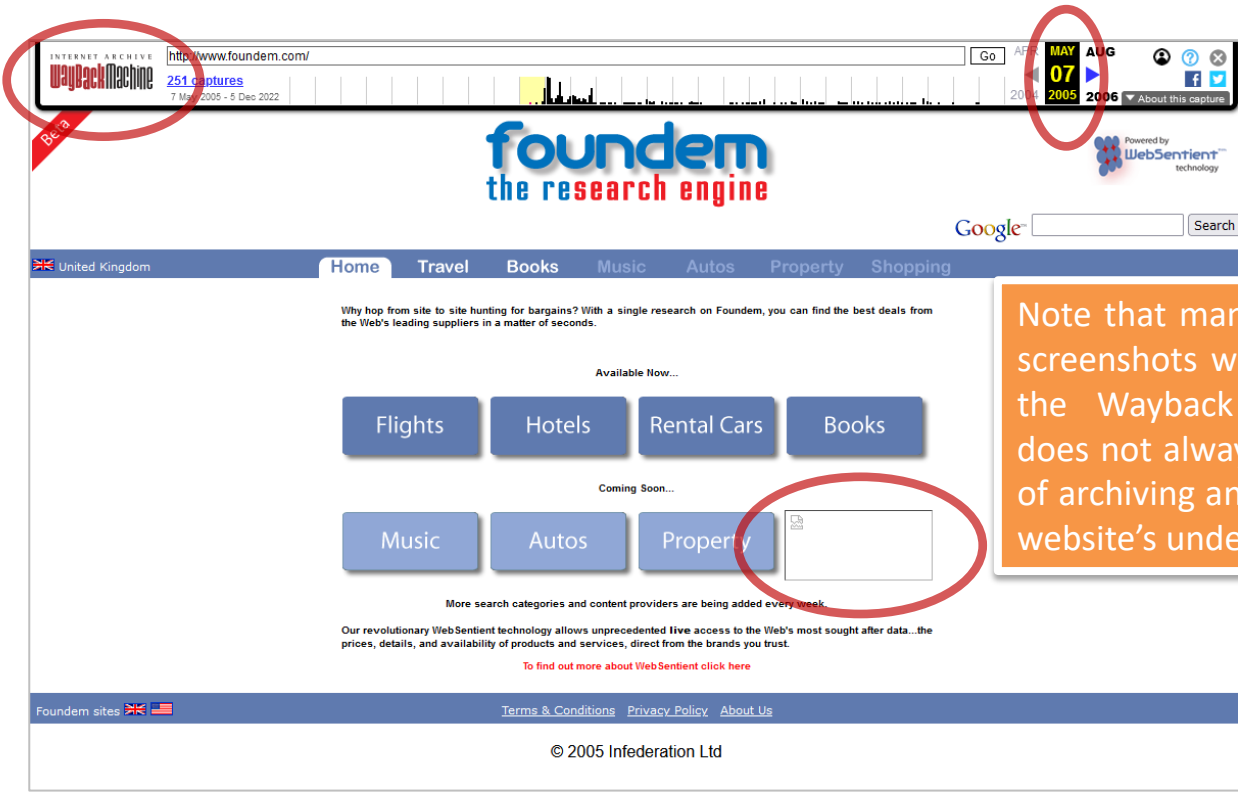 INTERNET ARCHIVE
WayBackMachine
http://www.foundem.com/
Go
251 captures
7 May 2005 - 5 Dec 2022
APR MAY AUG
07
2004 2005 2006
About this capture
Beta
foundem
the research engine
Powered by
WebSentient
technology
Google
Search
United Kingdom
Home Travel Books Music Autos Property Shopping
Why hop from site to site hunting for bargains? With a single research on Foundem, you can find the best deals from
the Web's leading suppliers in a matter of seconds.
Available Now...
Flights Hotels Rental Cars Books
Coming Soon...
Music Autos Property
More search categories and content providers are being added every week.
Our revolutionary WebSentient technology allows unprecedented live access to the Web's most sought after data...the
prices, details, and availability of products and services, direct from the brands you trust.
To find out more about WebSentient click here
Foundem sites
Terms & Conditions Privacy Policy About Us
© 2005 Infederation Ltd
Note that
screenshots
the Wayback
does not
of archiving
website's